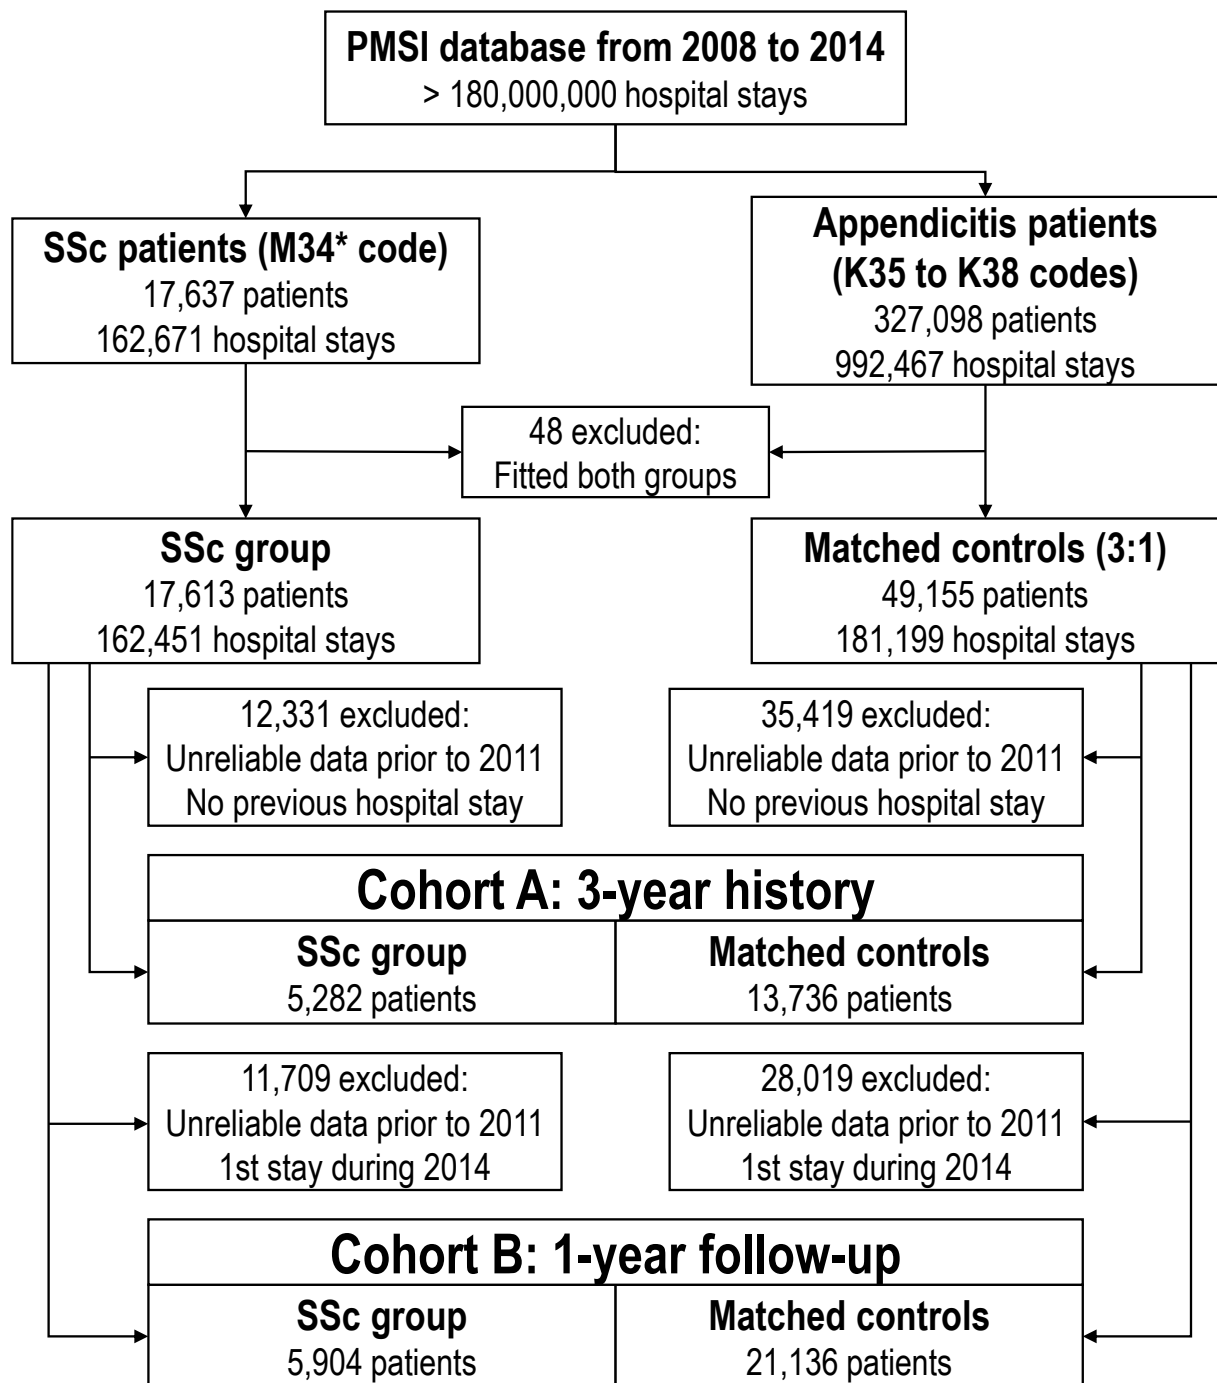 PMSI database from 2008 to 2014
> 180,000,000 hospital stays
SSc patients (M34* code)
17,637 patients
162,671 hospital stays
Appendicitis patients
(K35 to K38 codes)
327,098 patients
992,467 hospital stays
48 excluded:
Fitted both groups
SSc group
17,613 patients
162,451 hospital stays
Matched controls (3:1)
49,155 patients
181,199 hospital stays
12,331 excluded:
Unreliable data prior to 2011
No previous hospital stay
35,419 excluded:
Unreliable data prior to 2011
No previous hospital stay
Cohort A: 3-year history
SSc group
5,282 patients
Matched controls
13,736 patients
11,709 excluded:
Unreliable data prior to 2011
1st stay during 2014
28,019 excluded:
Unreliable data prior to 2011
1st stay during 2014
Cohort B: 1-year follow-up
SSc group
5,904 patients
Matched controls
21,136 patients